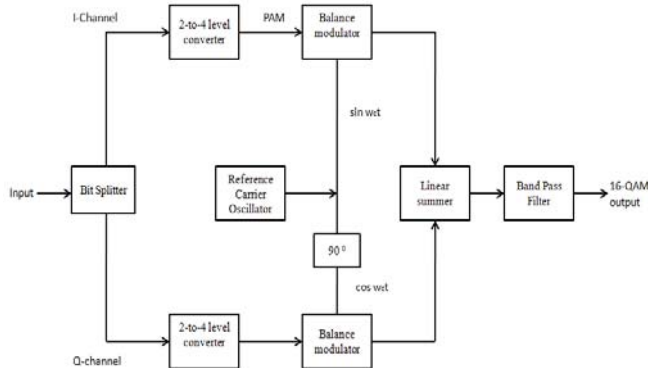 I-Channel
2-to-4 level
converter
PAM
Balance
modulator
sin wct
Input
Bit Splitter
Reference
Carrier
Oscillator
Linear
summer
Band Pass
Filter
16-QAM
output
90 °
cos wct
2-to-4 level
converter
Balance
modulator
Q-channel